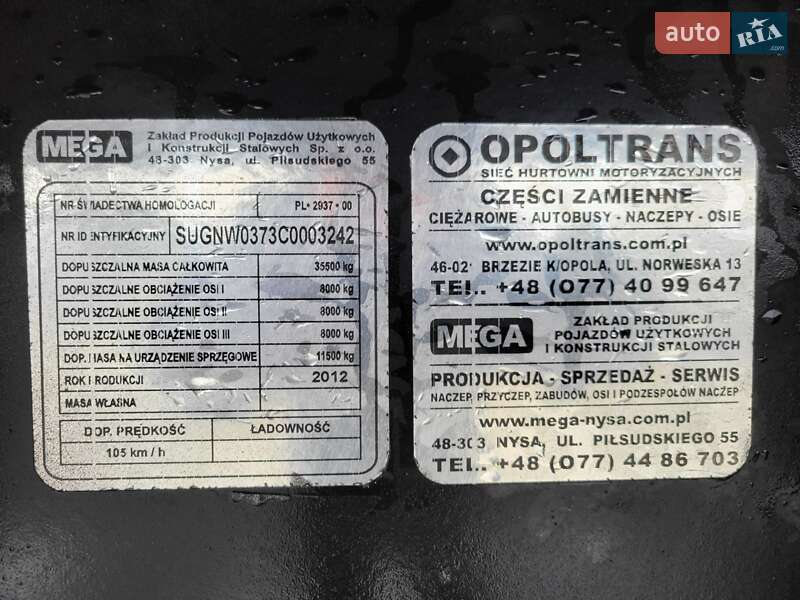 auto RIA.com
MEGA
Zakład Produkcji Pojazdów Użytkowych
i Konstrukcji Stalowych Sp. z o.o.
48-303 Nysa, ul. Piłsudskiego 55
NR ŚWIADECTWA HOMOLOGACJI PL* 2937 * 00
NR IDENTYFIKACYJNY SUGNW0373C0003242
DOPUSZCZALNA MASA CAŁKOWITA 35500 kg
DOPUSZCZALNE OBCIĄŻENIE OSI I 8000 kg
DOPUSZCZALNE OBCIĄŻENIE OSI II 8000 kg
DOPUSZCZALNE OBCIĄŻENIE OSI III 8000 kg
DOP. MASA NA URZĄDZENIE SPRZĘGOWE 11500 kg
ROK PRODUKCJI 2012
MASA WŁASNA
DOP. PRĘDKOŚĆ ŁADOWNOŚĆ
105 km / h
OPOLTRANS
SIEĆ HURTOWNI MOTORYZACYJNYCH
CZĘŚCI ZAMIENNE
CIĘŻAROWE - AUTOBUSY - NACZEPY - OSIE
www.opoltrans.com.pl
46-021 BRZEZIE K/OPOLA, UL. NORWESKA 13
TEL. +48 (077) 40 99 647
MEGA
ZAKŁAD PRODUKCJI
POJAZDÓW UŻYTKOWYCH
I KONSTRUKCJI STALOWYCH
PRODUKCJA - SPRZEDAŻ - SERWIS
NACZEP, PRZYCZEP, ZABUDÓW, OSI I PODZESPOŁÓW NACZEP
www.mega-nysa.com.pl
48-303 NYSA, UL. PIŁSUDSKIEGO 55
TEL. +48 (077) 44 86 703